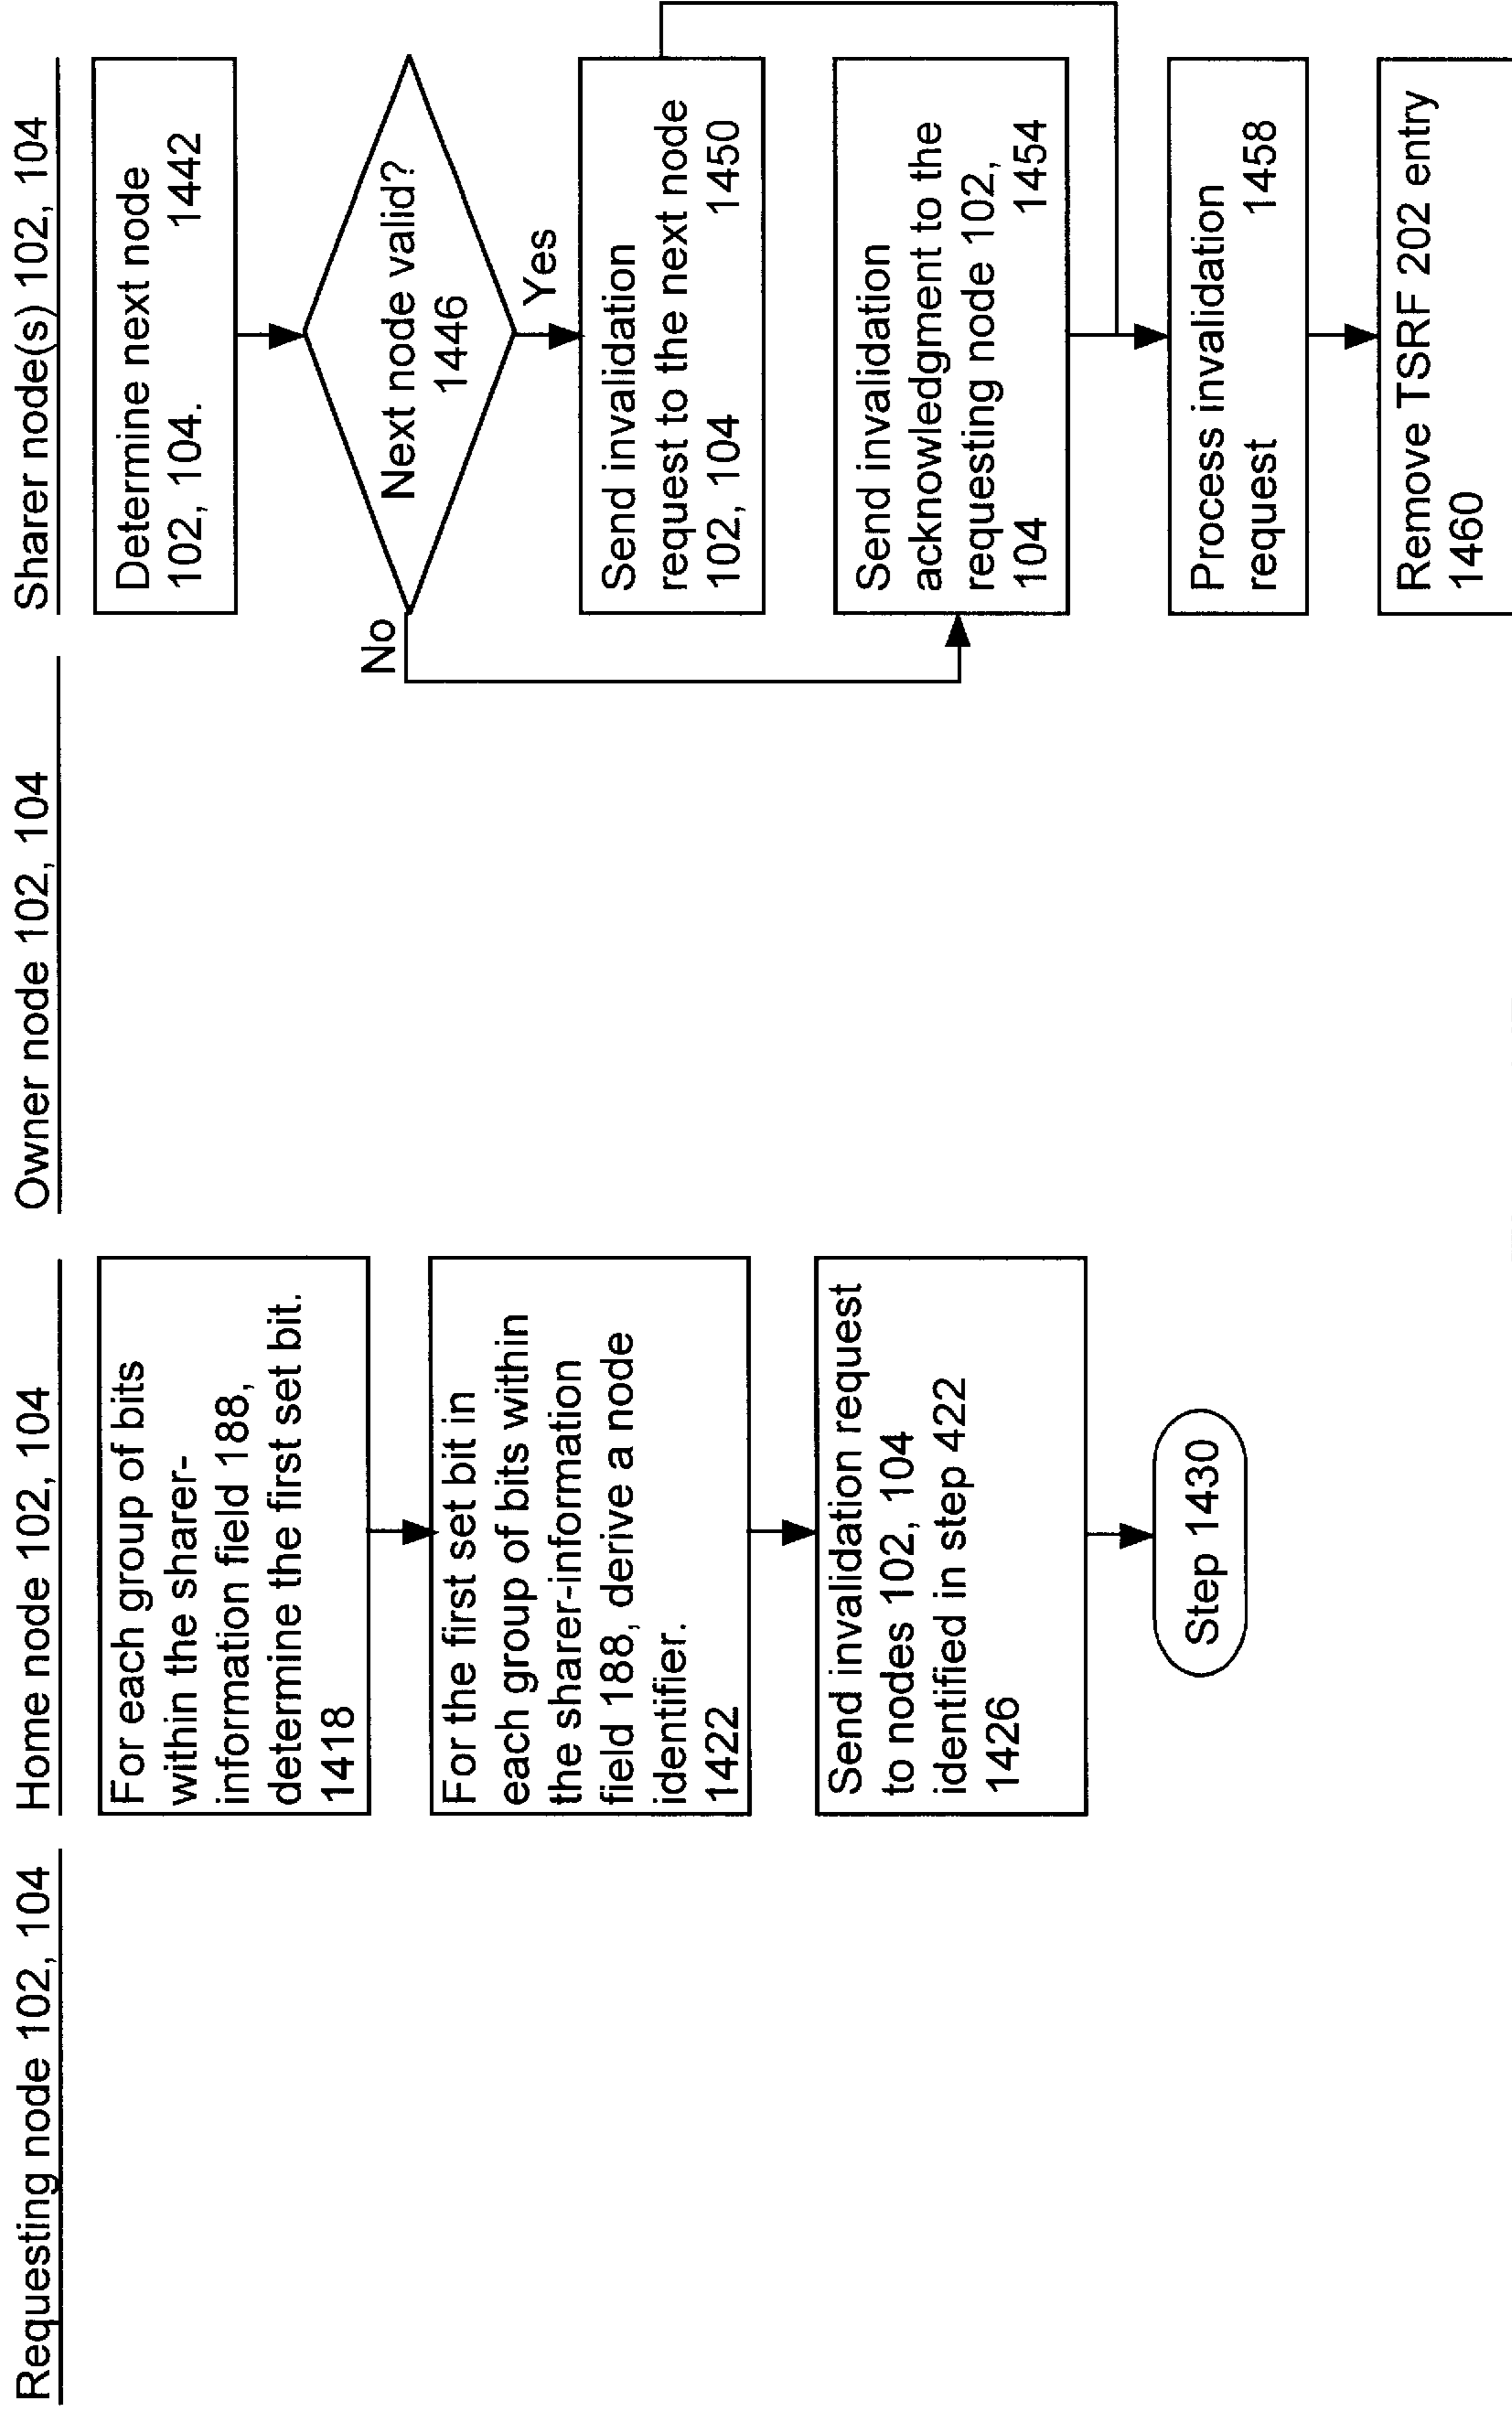 Requesting node 102, 104
Home node 102, 104
Owner node 102, 104
Sharer node(s) 102, 104
For each group of bits
within the sharer-
information field 188,
determine the first set bit.
1418
For the first set bit in
each group of bits within
the sharer-information
field 188, derive a node
identifier.
1422
Send invalidation request
to nodes 102, 104
identified in step 422
1426
Step 1430
Determine next node
102, 104. 1442
Next node valid?
1446
No
Yes
Send invalidation
request to the next node
102, 104 1450
Send invalidation
acknowledgment to the
requesting node 102,
104 1454
Process invalidation
request 1458
Remove TSRF 202 entry
1460